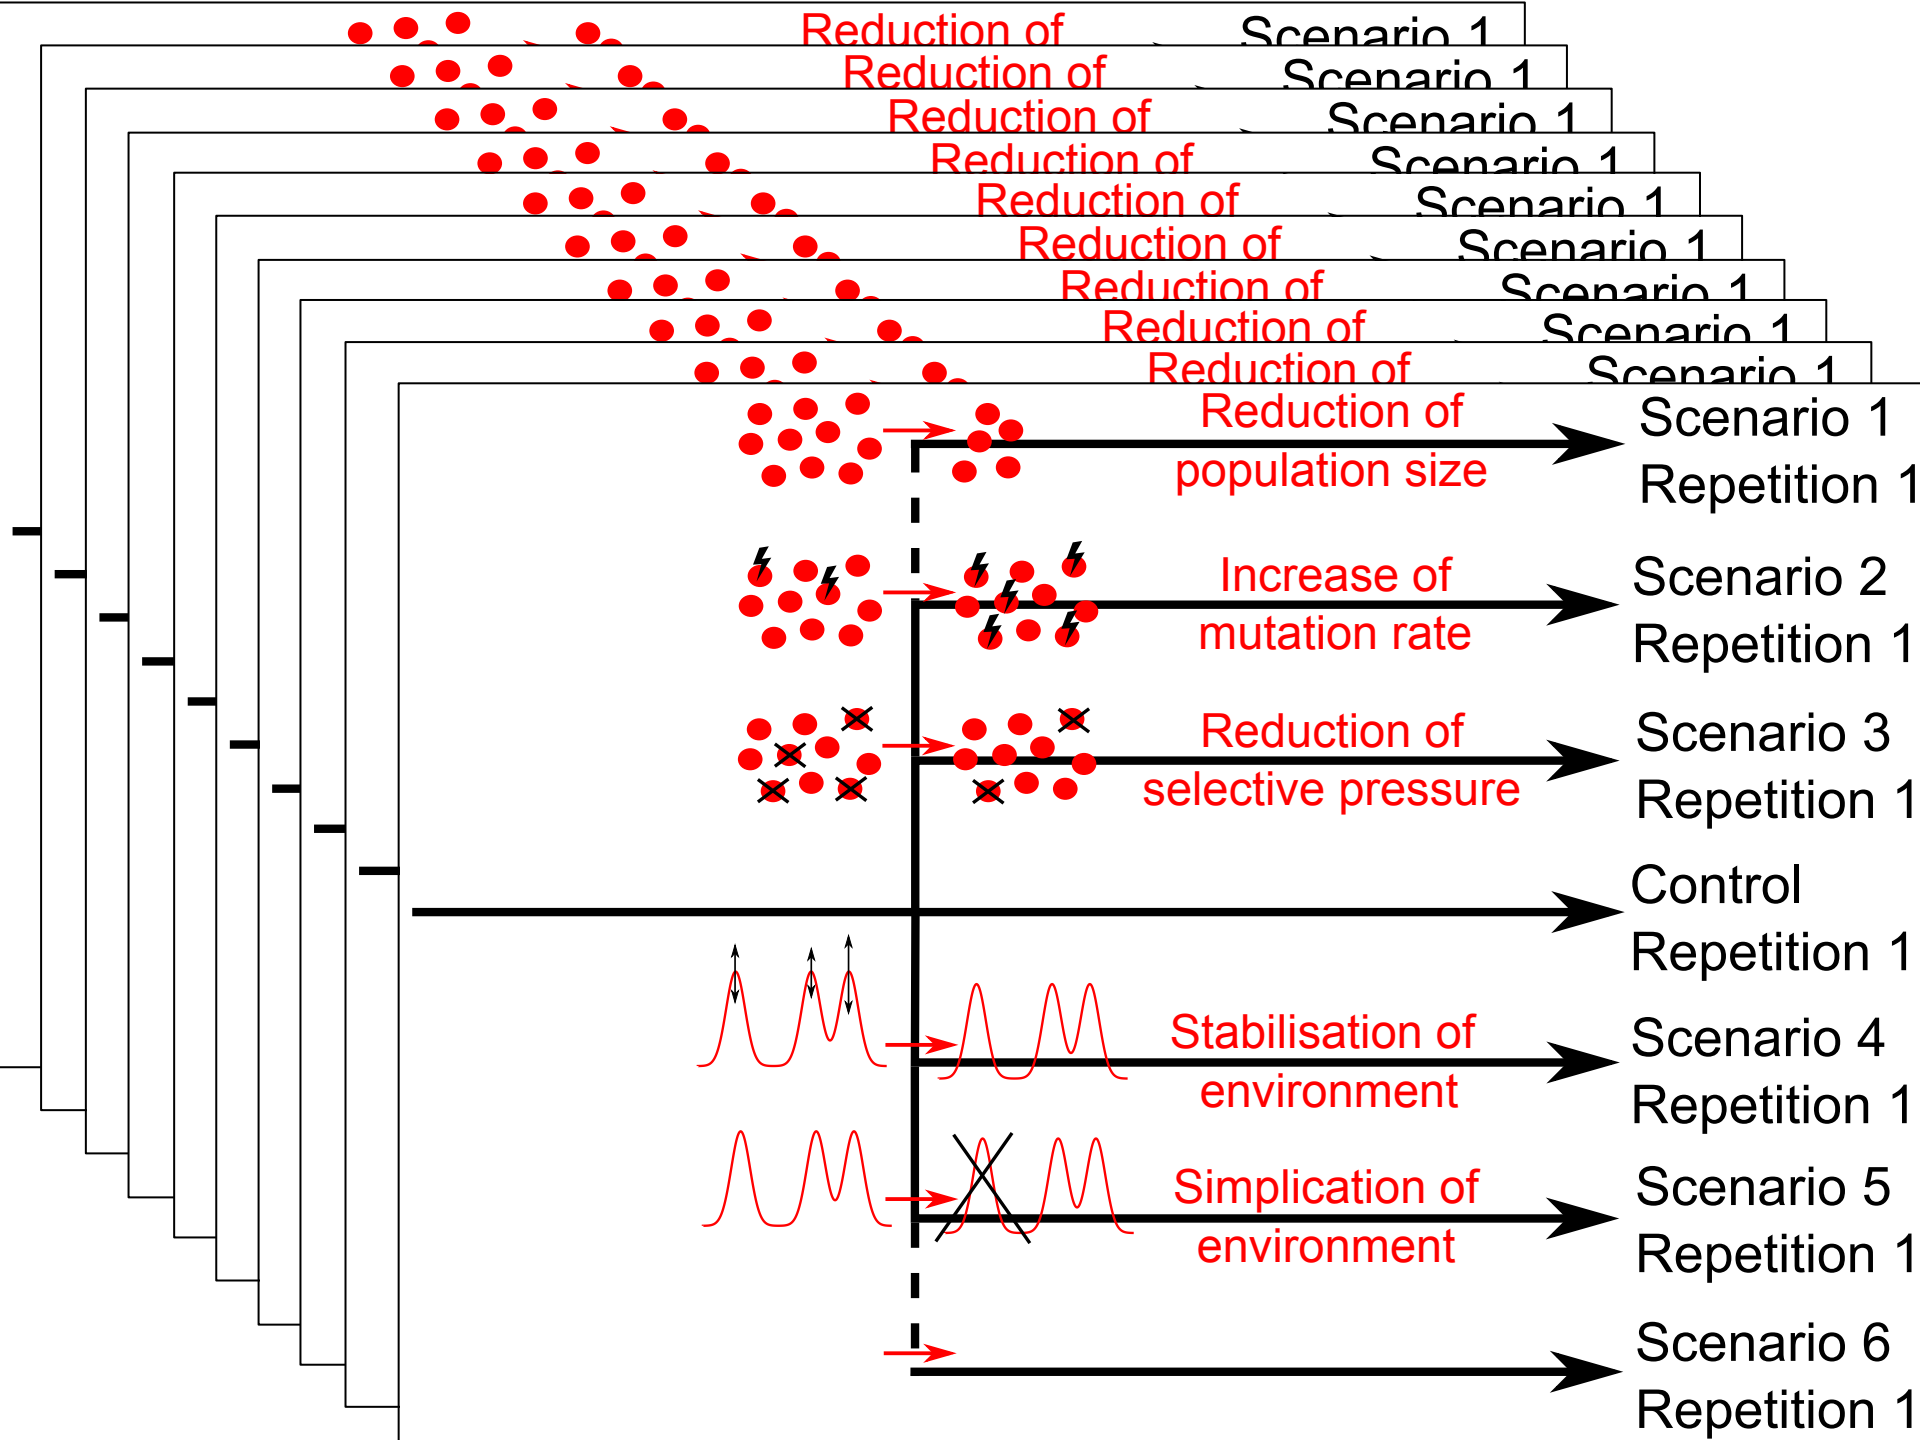 Reduction of
Scenario 1
Reduction of
Scenario 1
Reduction of
Scenario 1
Reduction of
Scenario 1
Reduction of
Scenario 1
Reduction of
Scenario 1
Reduction of
Scenario 1
Reduction of
Scenario 1
Reduction of
Scenario 1
Reduction of
population size
Scenario 1
Repetition 1
Increase of
mutation rate
Scenario 2
Repetition 1
Reduction of
selective pressure
Scenario 3
Repetition 1
Control
Repetition 1
Stabilisation of
environment
Scenario 4
Repetition 1
Simplication of
environment
Scenario 5
Repetition 1
Scenario 6
Repetition 1